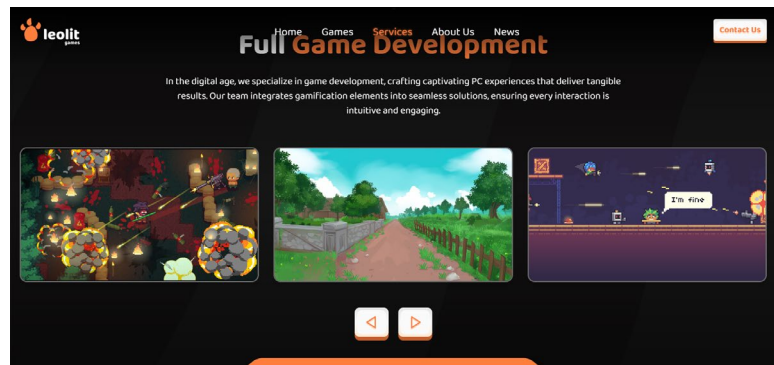 leolit
games
Home Games Services About Us News
Contact Us
Full Game Development
In the digital age, we specialize in game development, crafting captivating PC experiences that deliver tangible
results. Our team integrates gamification elements into seamless solutions, ensuring every interaction is
intuitive and engaging.
I'm fine